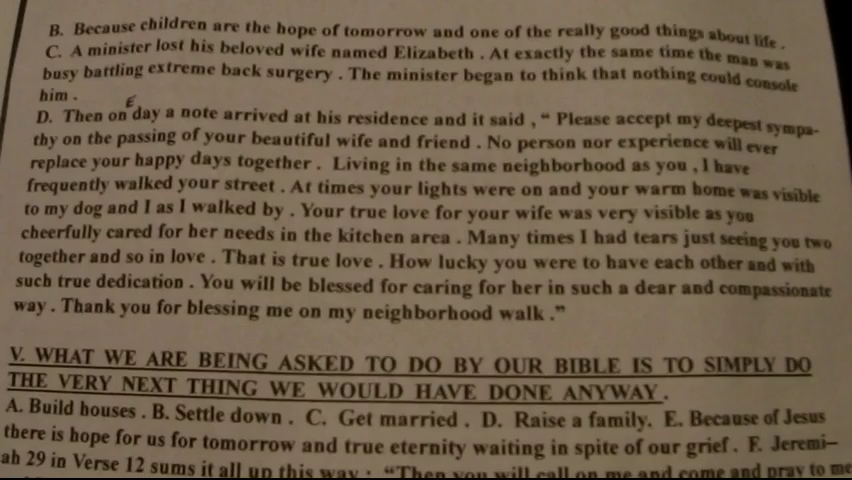 B. Because children are the hope of tomorrow and one of the really good things about life .
C. A minister lost his beloved wife named Elizabeth . At exactly the same time the man was
busy battling extreme back surgery . The minister began to think that nothing could console
him .
D. Then on E day a note arrived at his residence and it said , “ Please accept my deepest sympa-
thy on the passing of your beautiful wife and friend . No person nor experience will ever
replace your happy days together . Living in the same neighborhood as you , I have
frequently walked your street . At times your lights were on and your warm home was visible
to my dog and I as I walked by . Your true love for your wife was very visible as you
cheerfully cared for her needs in the kitchen area . Many times I had tears just seeing you two
together and so in love . That is true love . How lucky you were to have each other and with
such true dedication . You will be blessed for caring for her in such a dear and compassionate
way . Thank you for blessing me on my neighborhood walk .”
V. WHAT WE ARE BEING ASKED TO DO BY OUR BIBLE IS TO SIMPLY DO
THE VERY NEXT THING WE WOULD HAVE DONE ANYWAY .
A. Build houses . B. Settle down . C. Get married . D. Raise a family. E. Because of Jesus
there is hope for us for tomorrow and true eternity waiting in spite of our grief . F. Jeremi–
ah 29 in Verse 12 sums it all up this way : “Then you will call on me and come and pray to me